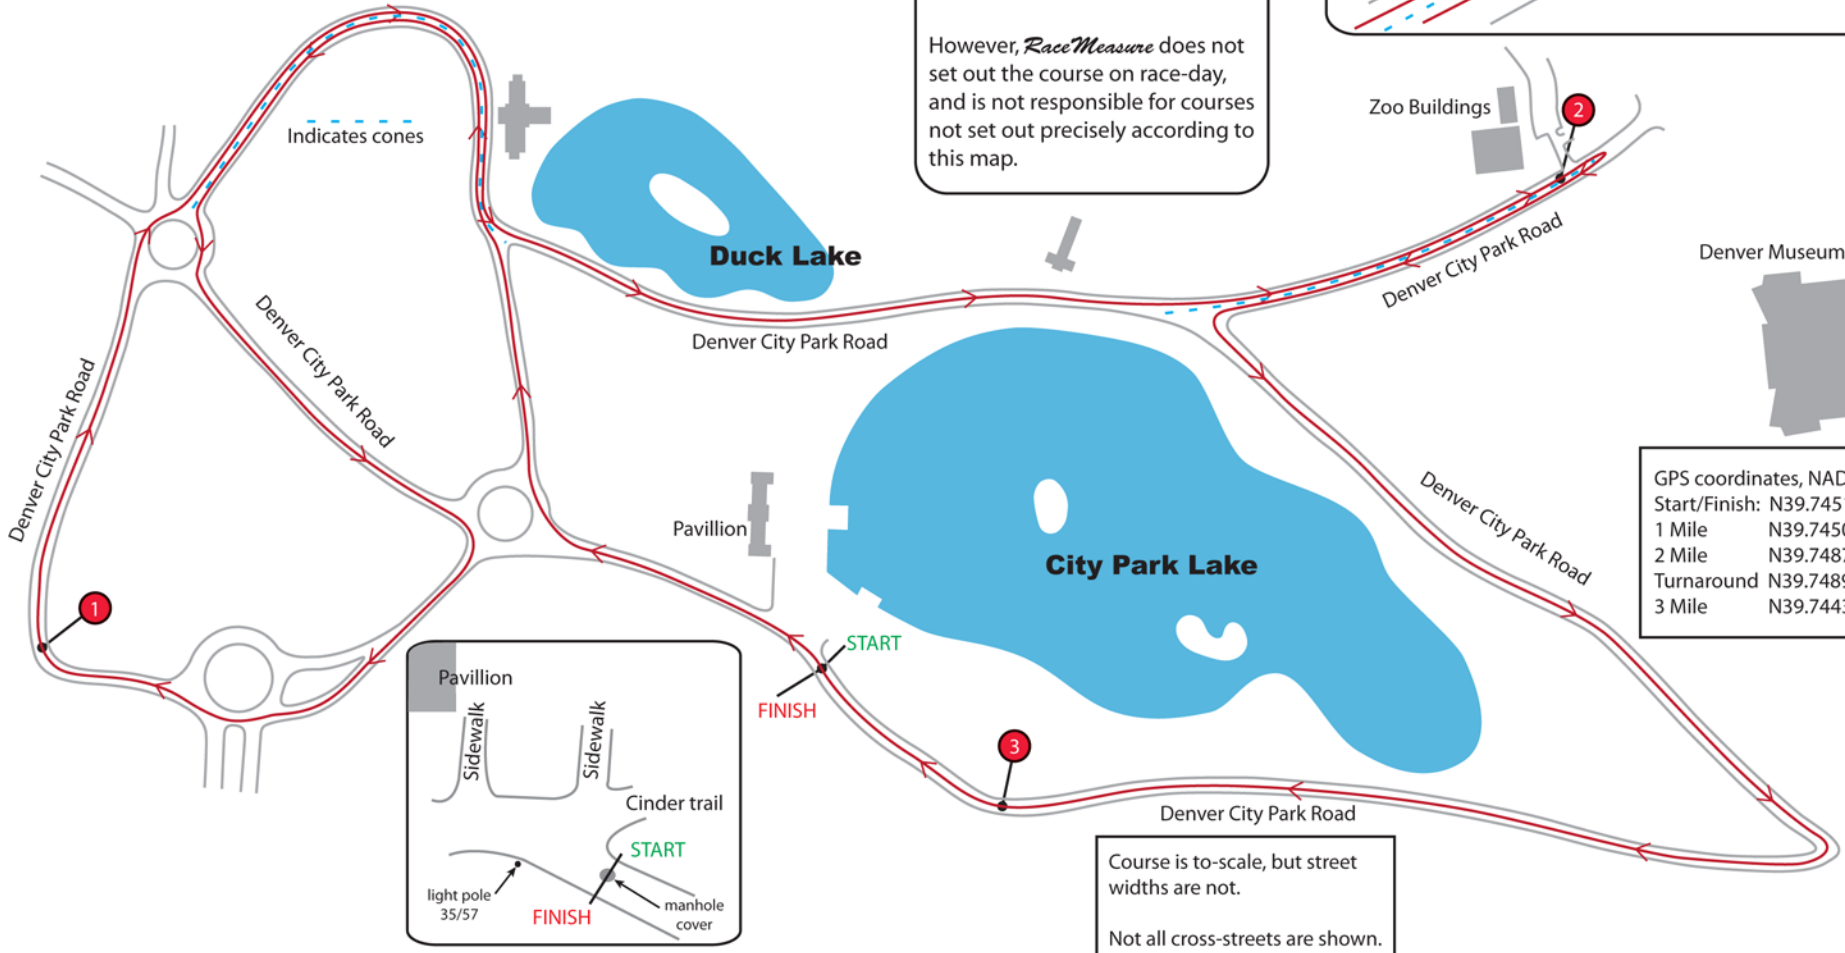 However, RaceMeasure does not
set out the course on race-day,
and is not responsible for courses
not set out precisely according to
this map.
Zoo Buildings
2
Indicates cones
Denver City Park Road
Denver Museum
Duck Lake
Denver City Park Road
Denver City Park Road
Denver City Park Road
Denver City Park Road
GPS coordinates, NAD
Start/Finish: N39.745
1 Mile N39.745
2 Mile N39.748
Turnaround N39.748
3 Mile N39.744
Pavillion
City Park Lake
1
START
FINISH
3
Denver City Park Road
Pavillion
Sidewalk
Sidewalk
Cinder trail
START
light pole
35/57
FINISH
manhole
cover
Course is to-scale, but street
widths are not.
Not all cross-streets are shown.